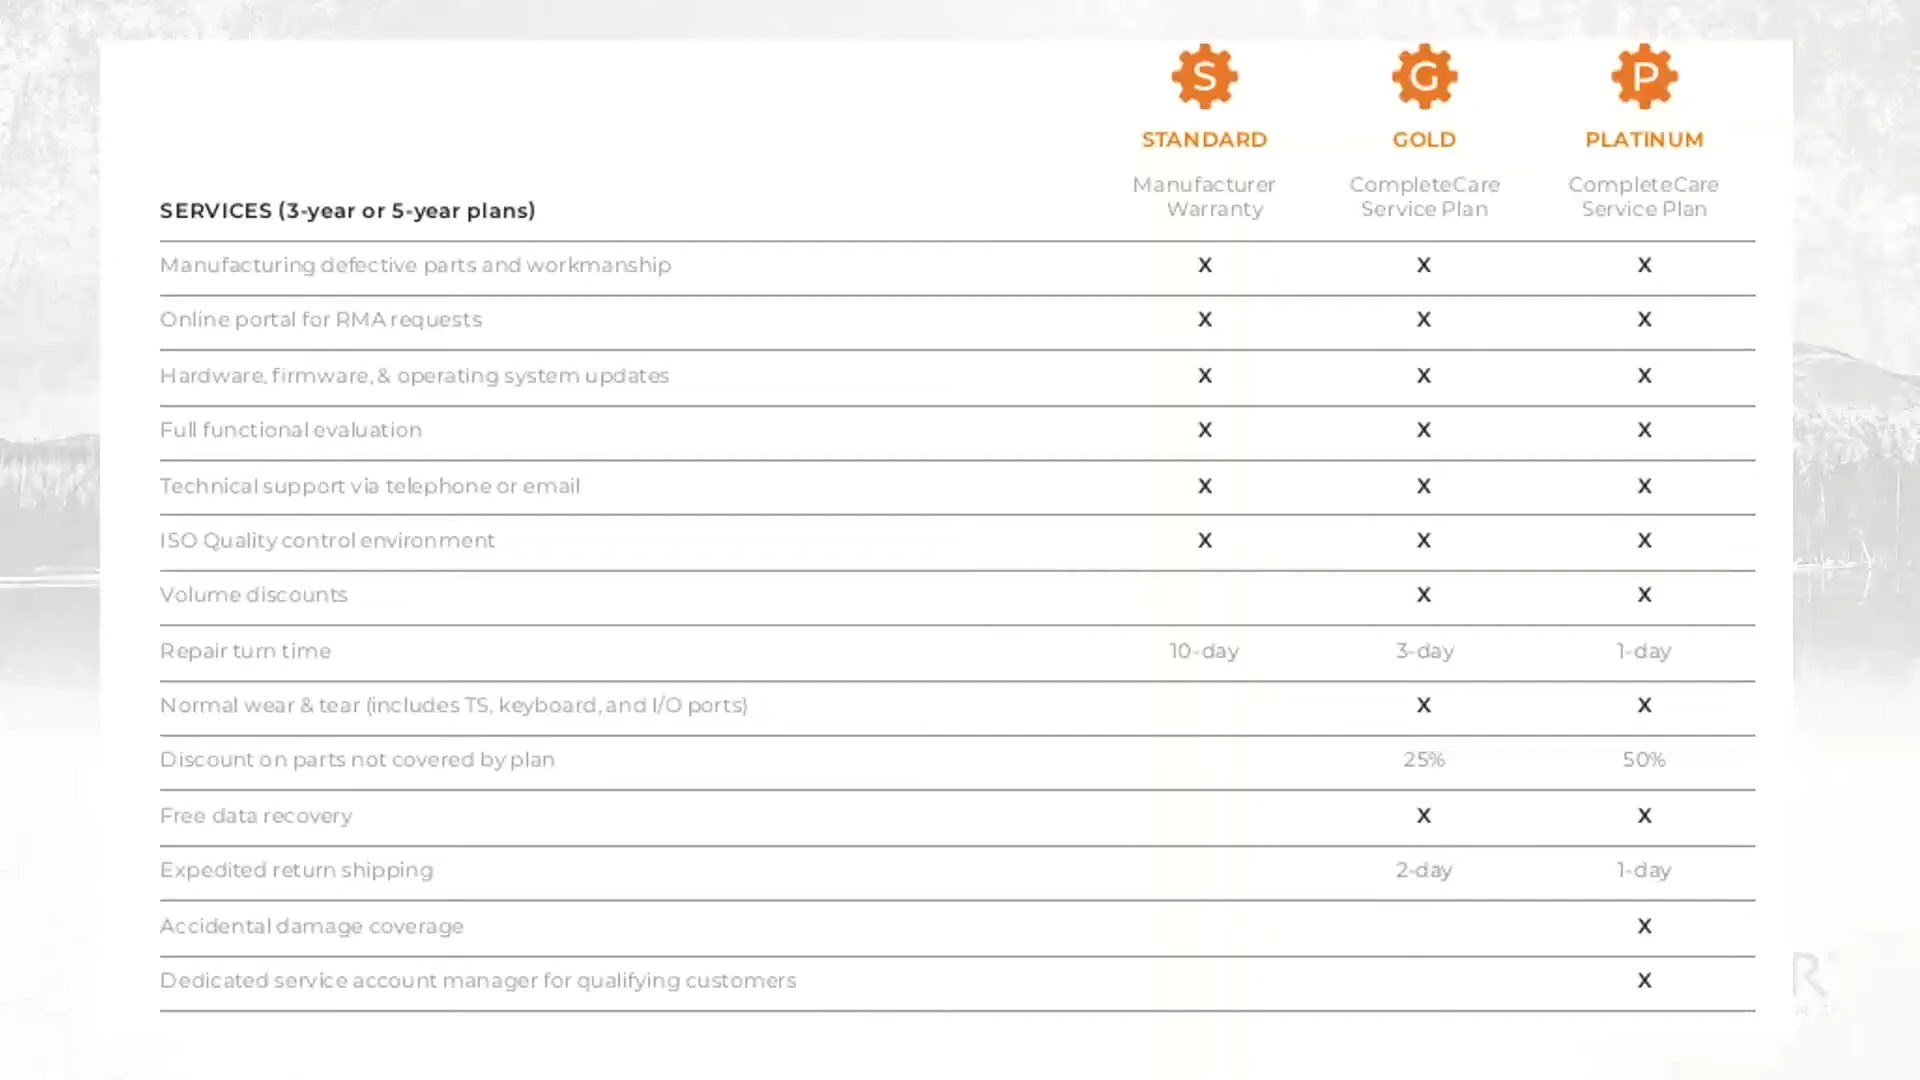 S G P
STANDARD GOLD PLATINUM
Manufacturer CompleteCare CompleteCare
SERVICES (3-year or 5-year plans) Warranty Service Plan Service Plan
Manufacturing defective parts and workmanship X X X
Online portal for RMA requests X X X
Hardware, firmware, & operating system updates X X X
Full functional evaluation X X X
Technical support via telephone or email X X X
ISO Quality control environment X X X
Volume discounts X X
Repair turn time 10-day 3-day 1-day
Normal wear & tear (includes TS, keyboard, and I/O ports) X X
Discount on parts not covered by plan 25% 50%
Free data recovery X X
Expedited return shipping 2-day 1-day
Accidental damage coverage X
Dedicated service account manager for qualifying customers X
R®